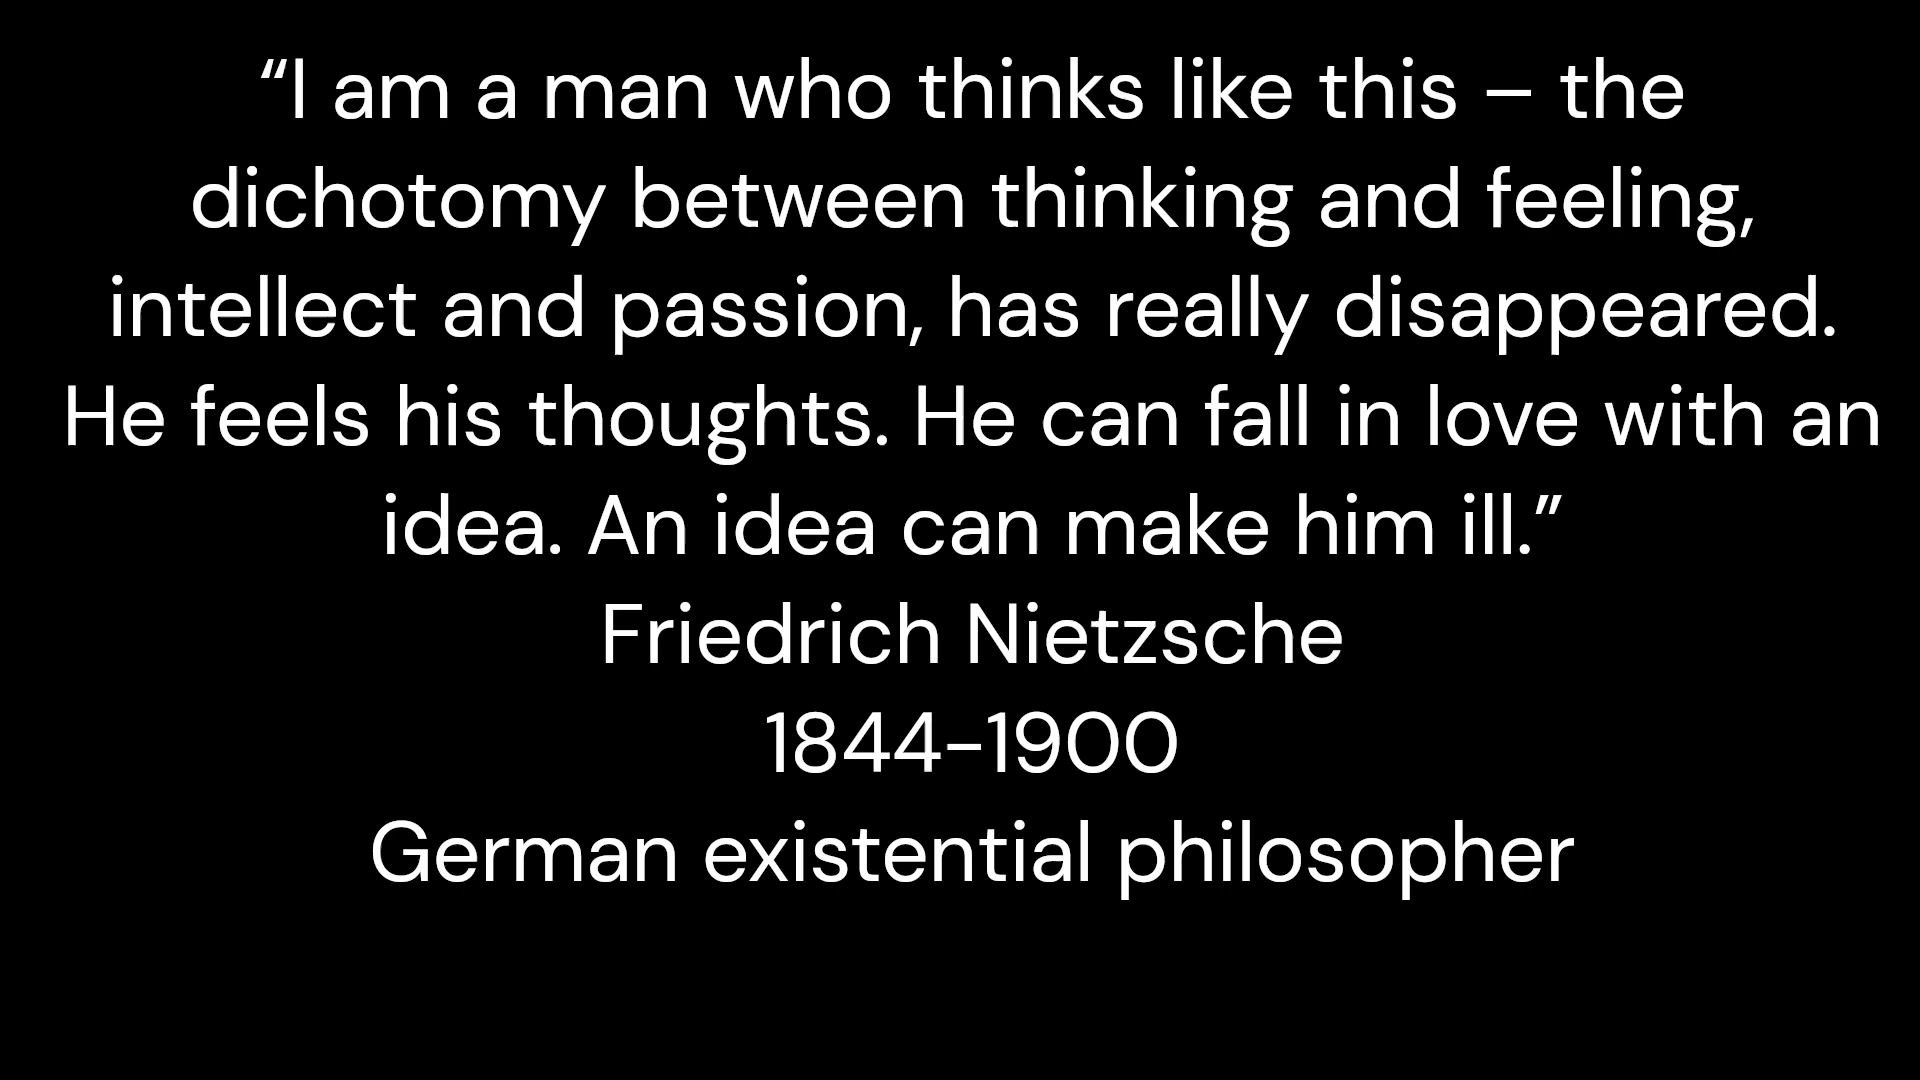 “I am a man who thinks like this – the
dichotomy between thinking and feeling,
intellect and passion, has really disappeared.
He feels his thoughts. He can fall in love with an
idea. An idea can make him ill.”
Friedrich Nietzsche
1844–1900
German existential philosopher